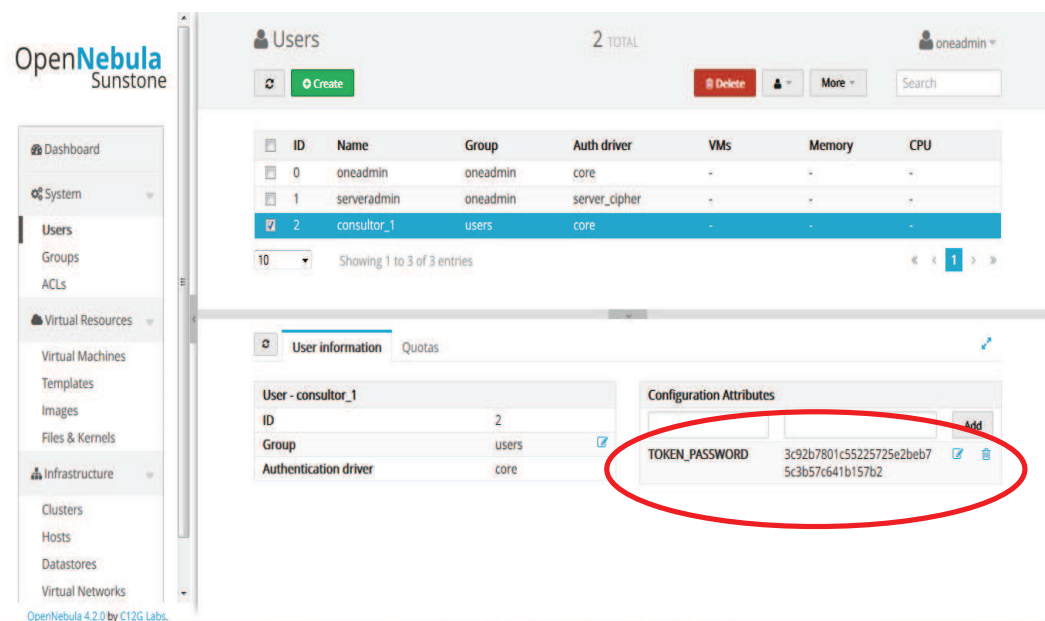 OpenNebula
Sunstone
Users
2 TOTAL
oneadmin
Create
Delete
More
Search
Dashboard
System
Users
Groups
ACLs
Virtual Resources
Virtual Machines
Templates
Images
Files & Kernels
Infrastructure
Clusters
Hosts
Datastores
Virtual Networks
OpenNebula 4.2.0 by C12G Labs.
ID Name Group Auth driver VMs Memory CPU
0 oneadmin oneadmin core - - -
1 serveradmin oneadmin server_cipher - - -
2 consultor_1 users core - - -
10 Showing 1 to 3 of 3 entries « ‹ 1 › »
User information Quotas
User - consultor_1
ID 2
Group users
Authentication driver core
Configuration Attributes
Add
TOKEN_PASSWORD 3c92b7801c55225725e2beb7
5c3b57c641b157b2